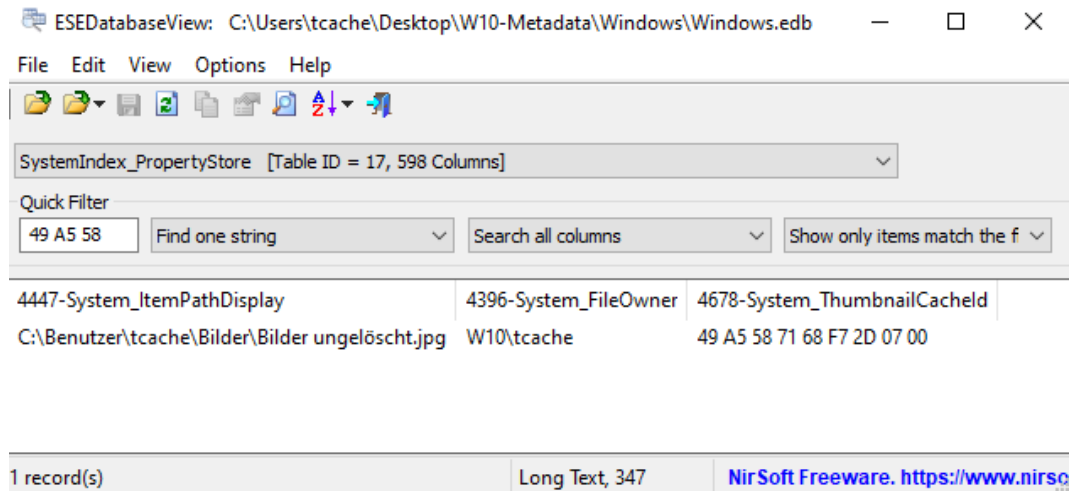 ESEDatabaseView: C:\Users\tcache\Desktop\W10-Metadata\Windows\Windows.edb
File Edit View Options Help
SystemIndex_PropertyStore [Table ID = 17, 598 Columns]
Quick Filter
49 A5 58 Find one string Search all columns Show only items match the f
4447-System_ItemPathDisplay 4396-System_FileOwner 4678-System_ThumbnailCacheId
C:\Benutzer\tcache\Bilder\Bilder ungelöscht.jpg W10\tcache 49 A5 58 71 68 F7 2D 07 00
1 record(s) Long Text, 347 NirSoft Freeware. https://www.nirsc